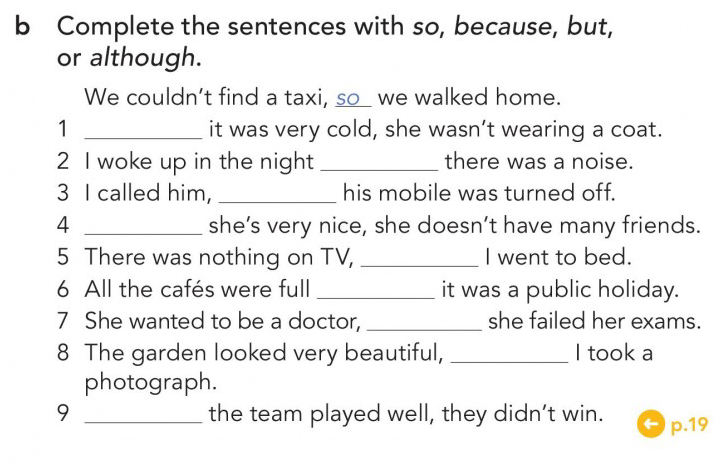 b Complete the sentences with so, because, but,
or although.
We couldn't find a taxi, so we walked home.
1 __________ it was very cold, she wasn't wearing a coat.
2 I woke up in the night __________ there was a noise.
3 I called him, __________ his mobile was turned off.
4 __________ she's very nice, she doesn't have many friends.
5 There was nothing on TV, __________ I went to bed.
6 All the cafés were full __________ it was a public holiday.
7 She wanted to be a doctor, __________ she failed her exams.
8 The garden looked very beautiful, __________ I took a
photograph.
9 __________ the team played well, they didn't win.
p.19